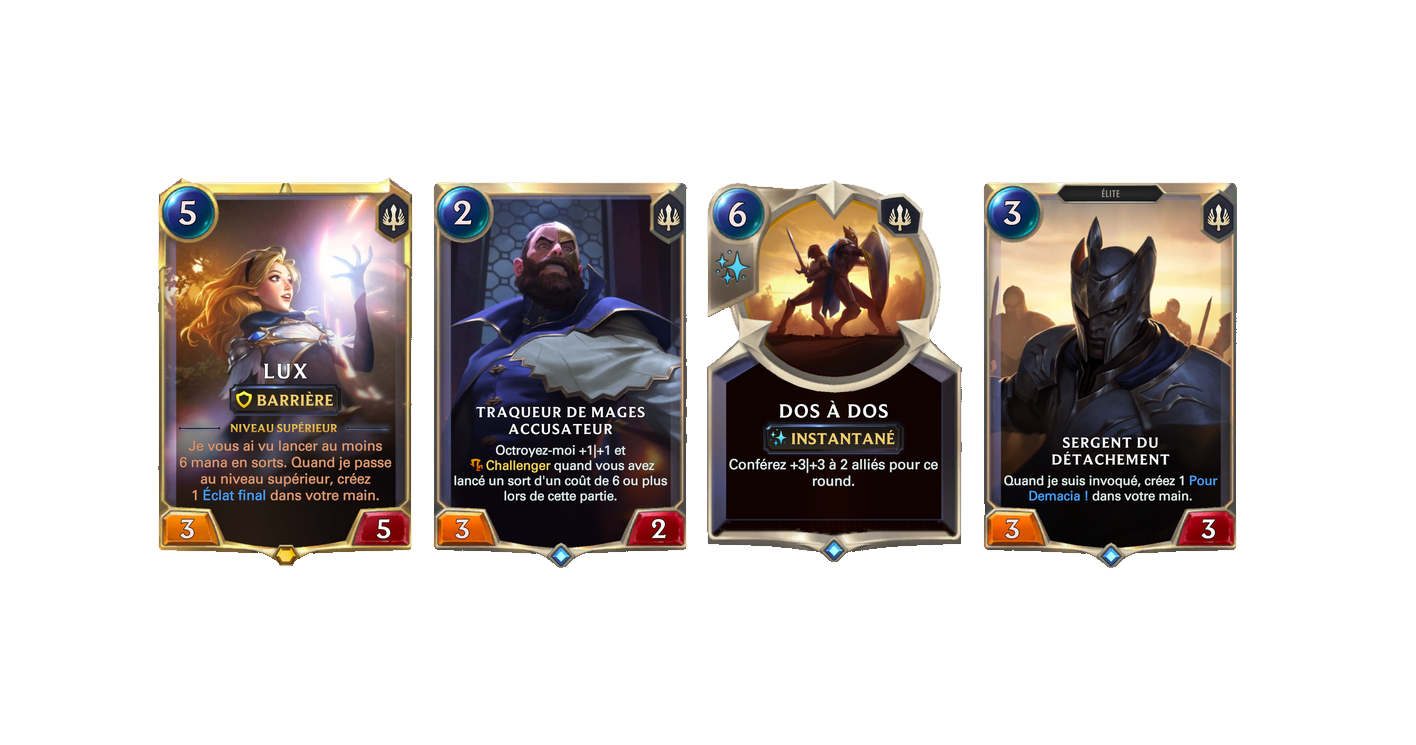 5
LUX
BARRIÈRE
NIVEAU SUPÉRIEUR
Je vous ai vu lancer au moins
6 mana en sorts. Quand je passe
au niveau supérieur, créez
1 Éclat final dans votre main.
3
5
2
TRAQUEUR DE MAGES
ACCUSATEUR
Octroyez-moi +1|+1 et
Challenger quand vous avez
lancé un sort d'un coût de 6 ou plus
lors de cette partie.
3
2
6
DOS À DOS
INSTANTANÉ
Conférez +3|+3 à 2 alliés pour ce
round.
3
ÉLITE
SERGENT DU
DÉTACHEMENT
Quand je suis invoqué, créez 1 Pour
Demacia ! dans votre main.
3
3